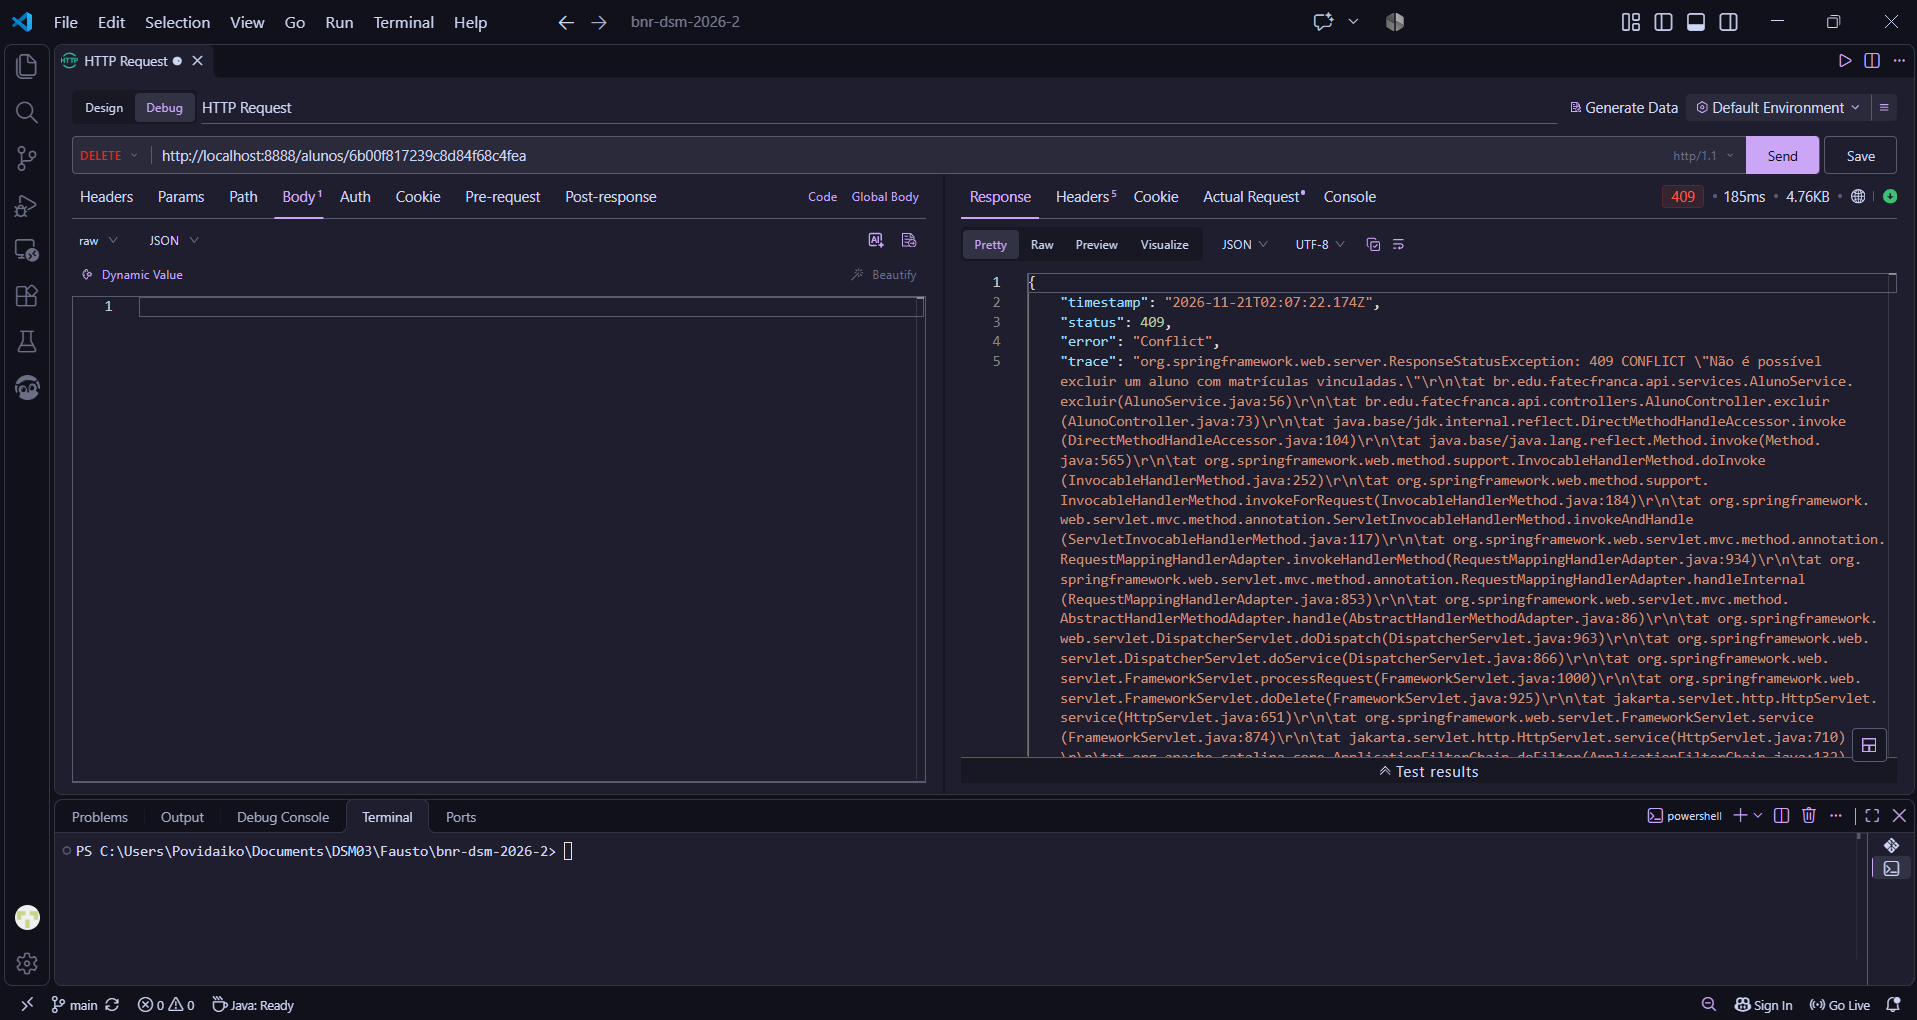 File Edit Selection View Go Run Terminal Help bnr-dsm-2026-2
HTTP HTTP Request
Design Debug HTTP Request Generate Data Default Environment
DELETE http://localhost:8888/alunos/6b00f817239c8d84f68c4fea http/1.1 Send Save
Headers Params Path Body 1 Auth Cookie Pre-request Post-response Code Global Body
raw JSON AI
Dynamic Value Beautify
1
Response Headers 5 Cookie Actual Request Console 409 185ms 4.76KB
Pretty Raw Preview Visualize JSON UTF-8
1 {
2 "timestamp": "2026-11-21T02:07:22.174Z",
3 "status": 409,
4 "error": "Conflict",
5 "trace": "org.springframework.web.server.ResponseStatusException: 409 CONFLICT \"Não é possível
excluir um aluno com matrículas vinculadas.\"\r\n\tat br.edu.fatecfranca.api.services.AlunoService.
excluir(AlunoService.java:56)\r\n\tat br.edu.fatecfranca.api.controllers.AlunoController.excluir
(AlunoController.java:73)\r\n\tat java.base/jdk.internal.reflect.DirectMethodHandleAccessor.invoke
(DirectMethodHandleAccessor.java:104)\r\n\tat java.base/java.lang.reflect.Method.invoke(Method.
java:565)\r\n\tat org.springframework.web.method.support.InvocableHandlerMethod.doInvoke
(InvocableHandlerMethod.java:252)\r\n\tat org.springframework.web.method.support.
InvocableHandlerMethod.invokeForRequest(InvocableHandlerMethod.java:184)\r\n\tat org.springframework.
web.servlet.mvc.method.annotation.ServletInvocableHandlerMethod.invokeAndHandle
(ServletInvocableHandlerMethod.java:117)\r\n\tat org.springframework.web.servlet.mvc.method.annotation.
RequestMappingHandlerAdapter.invokeHandlerMethod(RequestMappingHandlerAdapter.java:934)\r\n\tat org.
springframework.web.servlet.mvc.method.annotation.RequestMappingHandlerAdapter.handleInternal
(RequestMappingHandlerAdapter.java:853)\r\n\tat org.springframework.web.servlet.mvc.method.
AbstractHandlerMethodAdapter.handle(AbstractHandlerMethodAdapter.java:86)\r\n\tat org.springframework.
web.servlet.DispatcherServlet.doDispatch(DispatcherServlet.java:963)\r\n\tat org.springframework.web.
servlet.DispatcherServlet.doService(DispatcherServlet.java:866)\r\n\tat org.springframework.web.
servlet.FrameworkServlet.processRequest(FrameworkServlet.java:1000)\r\n\tat org.springframework.web.
servlet.FrameworkServlet.doDelete(FrameworkServlet.java:925)\r\n\tat jakarta.servlet.http.HttpServlet.
service(HttpServlet.java:651)\r\n\tat org.springframework.web.servlet.FrameworkServlet.service
(FrameworkServlet.java:874)\r\n\tat jakarta.servlet.http.HttpServlet.service(HttpServlet.java:710)
\r\n\tat org.apache.catalina.core.ApplicationFilterChain.doFilter(ApplicationFilterChain.java:132)
Test results
Problems Output Debug Console Terminal Ports powershell
PS C:\Users\Povidaiko\Documents\DSM03\Fausto\bnr-dsm-2026-2>
main 0 0 Java: Ready Sign In Go Live